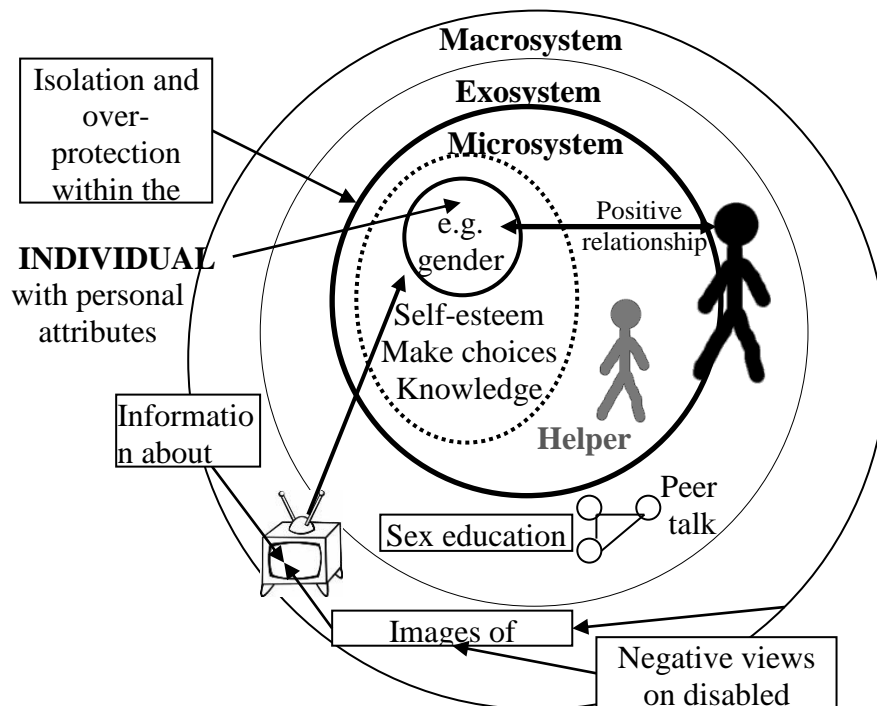 Macrosystem
Isolation and
over-
protection
within the
Exosystem
Microsystem
Positive
relationship
e.g.
gender
INDIVIDUAL
with personal
attributes
Self-esteem
Make choices
Knowledge
Helper
Informatio
n about
Peer
talk
Sex education
Images of
Negative views
on disabled